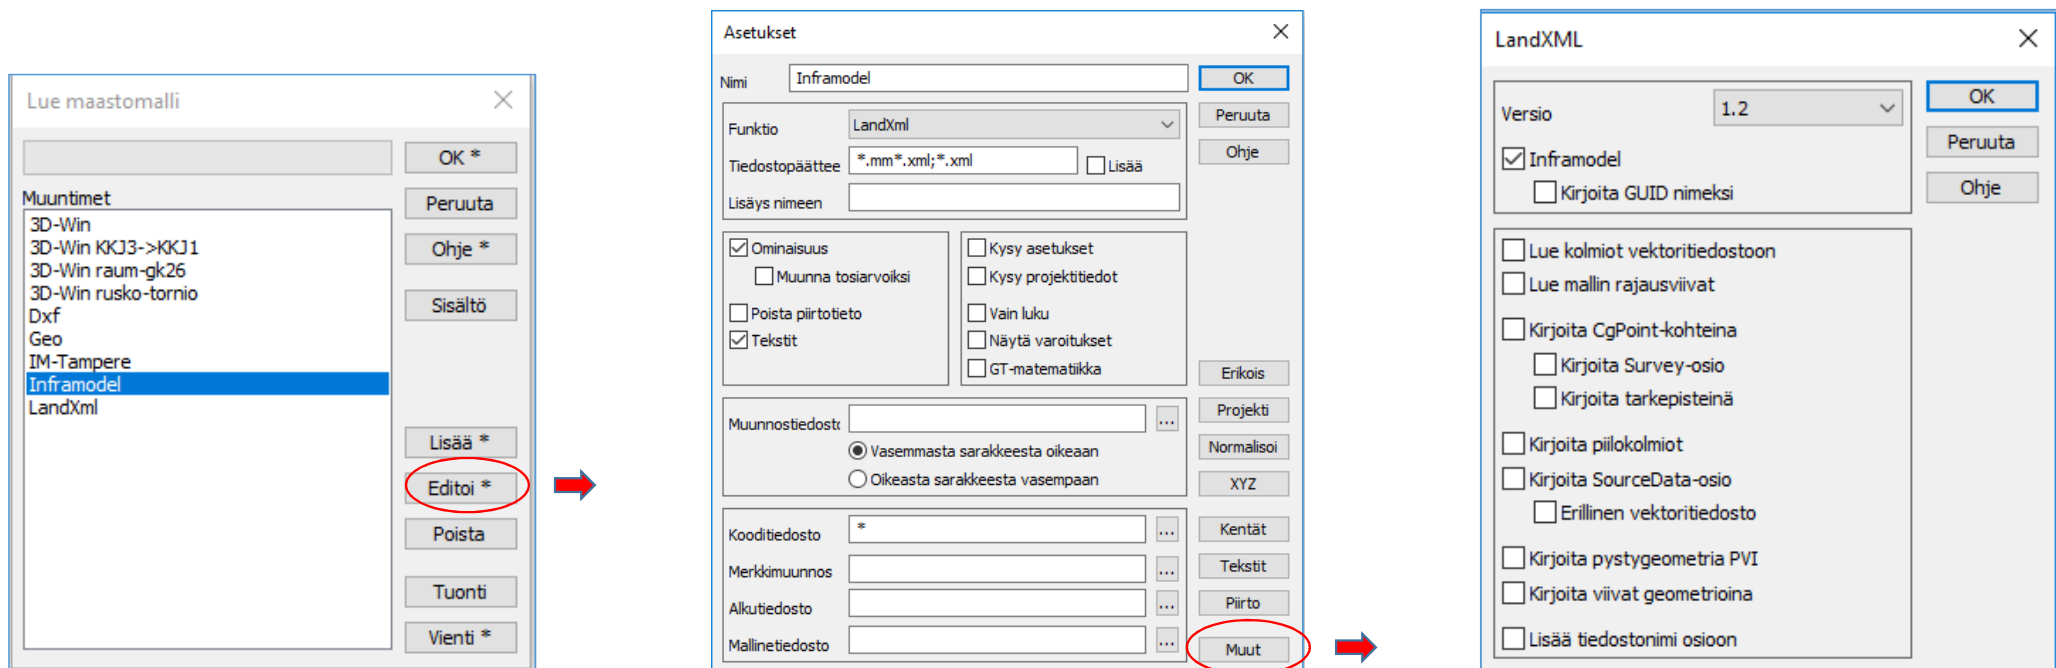 Lue maastomalli
OK *
Muuntimet
Peruuta
3D-Win
3D-Win KKJ3->KKJ1
Ohje *
3D-Win raum-gk26
3D-Win rusko-tornio
Sisältö
Dxf
Geo
IM-Tampere
Inframodel
LandXml
Lisää *
Editoi *
Poista
Tuonti
Vienti *
Asetukset
Nimi Inframodel OK
Funktio LandXml Peruuta
Tiedostopäättee *.mm*.xml;*.xml Lisää Ohje
Lisäys nimeen
Ominaisuus
Muunna tosiarvoiksi
Poista piirtotieto
Tekstit
Kysy asetukset
Kysy projektitiedot
Vain luku
Näytä varoitukset
GT-matematiikka
Erikois
Projekti
Muunnostiedosto
Vasemmasta sarakkeesta oikeaan
Normalisoi
Oikeasta sarakkeesta vasempaan
XYZ
Kooditiedosto * ... Kentät
Merkkimuunnos ... Tekstit
Alkutiedosto ... Piirto
Mallinetiedosto ... Muut
LandXML
Versio 1.2 OK
Inframodel Peruuta
Kirjoita GUID nimeksi Ohje
Lue kolmiot vektoritiedostoon
Lue mallin rajausviivat
Kirjoita CgPoint-kohteina
Kirjoita Survey-osio
Kirjoita tarkepisteinä
Kirjoita piilokolmiot
Kirjoita SourceData-osio
Erillinen vektoritiedosto
Kirjoita pystygeometria PVI
Kirjoita viivat geometrioina
Lisää tiedostonimi osioon